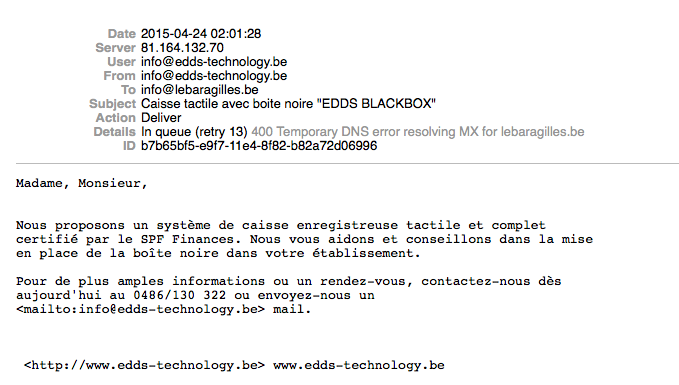 Date 2015-04-24 02:01:28
Server 81.164.132.70
User info@edds-technology.be
From info@edds-technology.be
To info@lebaragilles.be
Subject Caisse tactile avec boite noire "EDDS BLACKBOX"
Action Deliver
Details In queue (retry 13) 400 Temporary DNS error resolving MX for lebaragilles.be
ID b7b65bf5-e9f7-11e4-8f82-b82a72d06996
Madame, Monsieur,
Nous proposons un système de caisse enregistreuse tactile et complet
certifié par le SPF Finances. Nous vous aidons et conseillons dans la mise
en place de la boîte noire dans votre établissement.
Pour de plus amples informations ou un rendez-vous, contactez-nous dès
aujourd'hui au 0486/130 322 ou envoyez-nous un
<mailto:info@edds-technology.be> mail.
<http://www.edds-technology.be> www.edds-technology.be